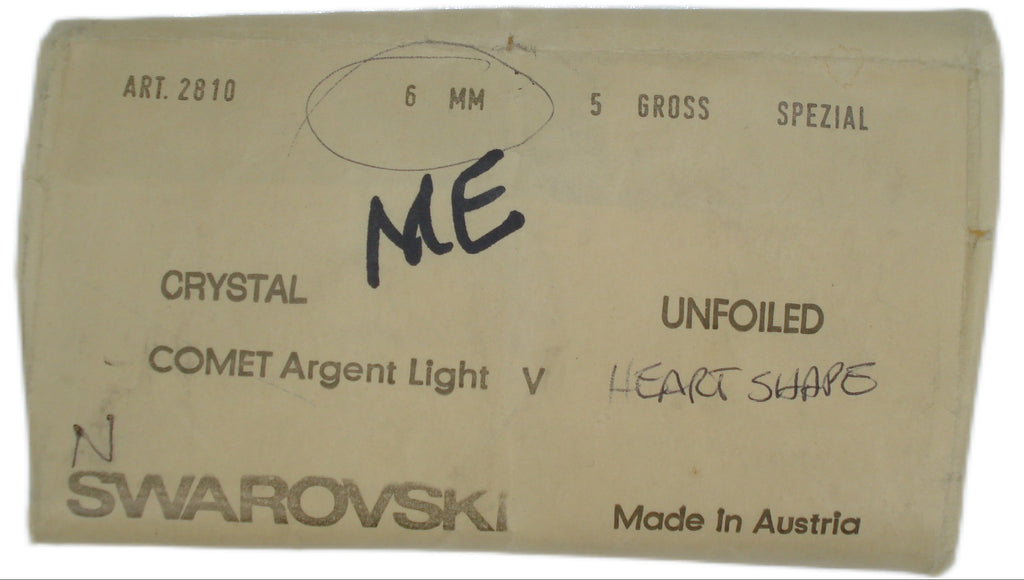 ART. 2810 6 MM 5 GROSS SPEZIAL
ME
CRYSTAL UNFOILED
COMET Argent Light V HEART SHAPE
N
SWAROVSKI Made in Austria